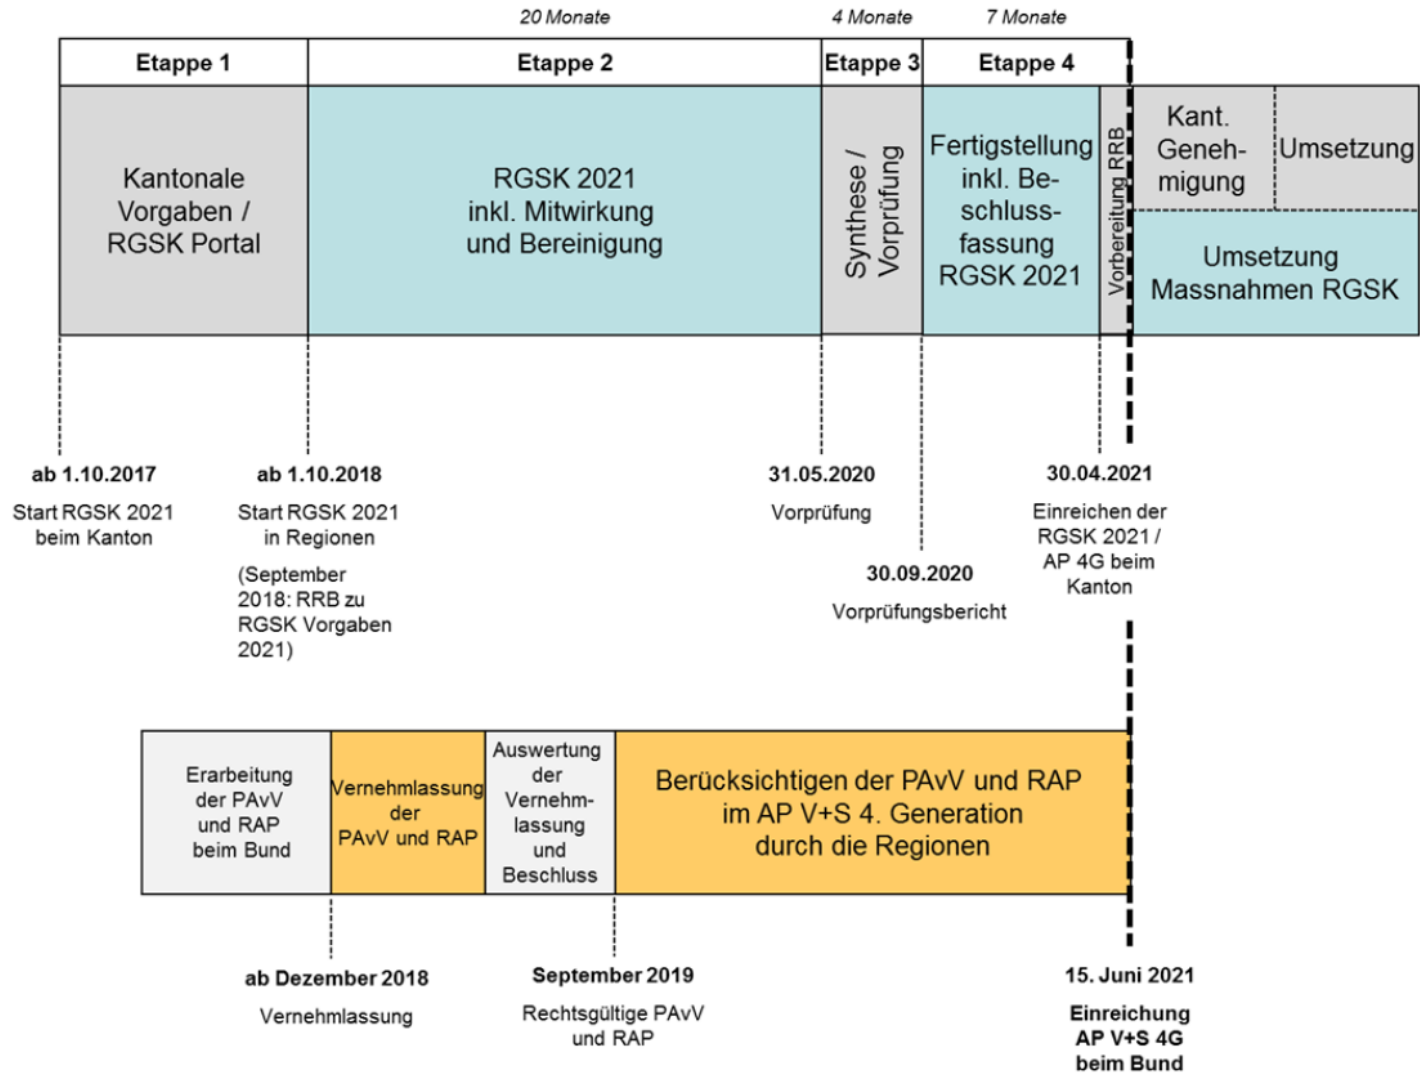 20 Monate
4 Monate
7 Monate
Etappe 1
Etappe 2
Etappe 3
Etappe 4
Kantonale
Vorgaben /
RGSK Portal
RGSK 2021
inkl. Mitwirkung
und Bereinigung
Synthese /
Vorprüfung
Fertigstellung
inkl. Be-
schluss-
fassung
RGSK 2021
Vorbereitung RRB
Kant.
Geneh-
migung
Umsetzung
Umsetzung
Massnahmen RGSK
ab 1.10.2017
Start RGSK 2021
beim Kanton
ab 1.10.2018
Start RGSK 2021
in Regionen
(September
2018: RRB zu
RGSK Vorgaben
2021)
31.05.2020
Vorprüfung
30.09.2020
Vorprüfungsbericht
30.04.2021
Einreichen der
RGSK 2021 /
AP 4G beim
Kanton
Erarbeitung
der PAvV
und RAP
beim Bund
Vernehmlassung
der
PAvV und RAP
Auswertung
der
Vernehm-
lassung
und
Beschluss
Berücksichtigen der PAvV und RAP
im AP V+S 4. Generation
durch die Regionen
ab Dezember 2018
Vernehmlassung
September 2019
Rechtsgültige PAvV
und RAP
15. Juni 2021
Einreichung
AP V+S 4G
beim Bund